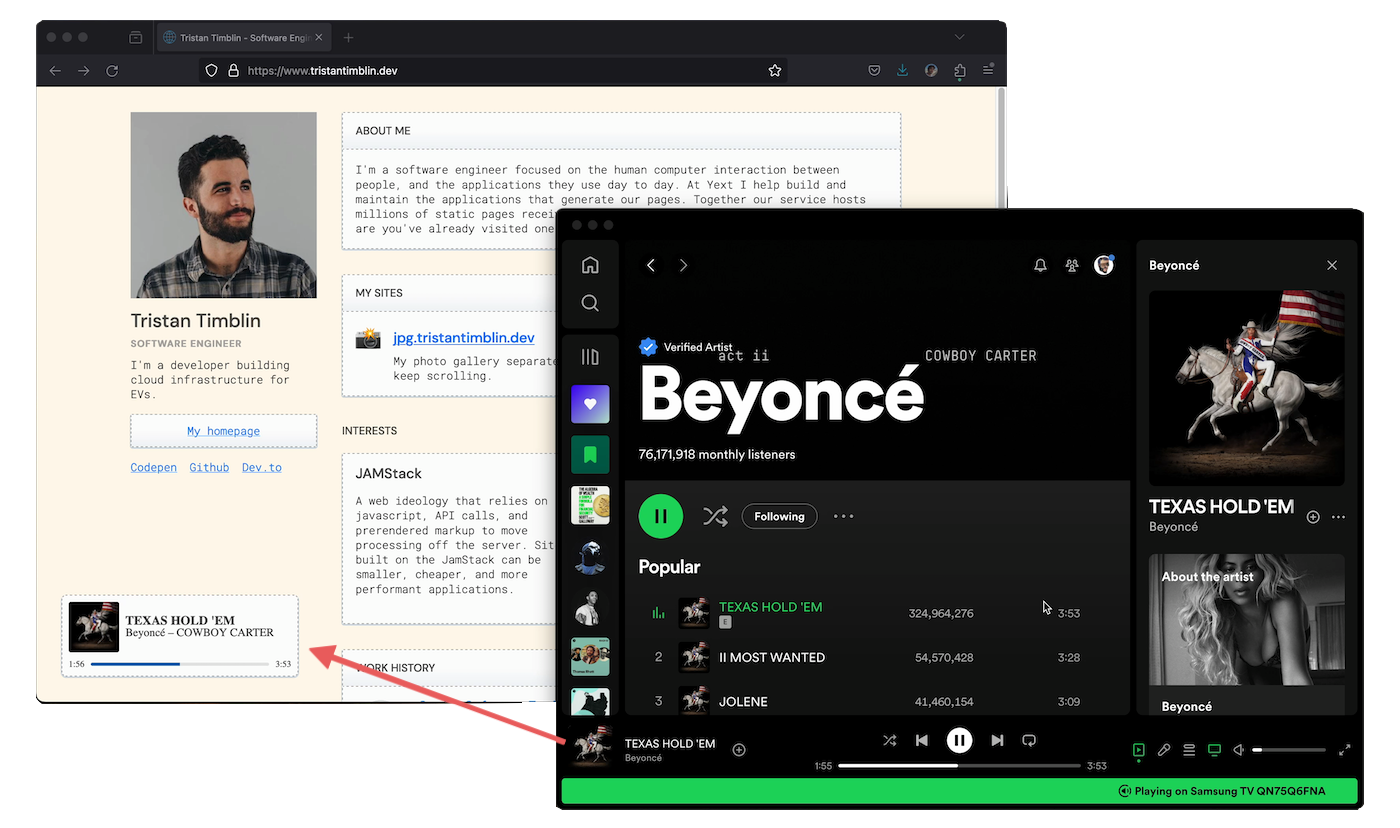 Tristan Timblin - Software Engin
https://www.tristantimblin.dev
Tristan Timblin
SOFTWARE ENGINEER
I'm a developer building
cloud infrastructure for
EVs.
My homepage
Codepen Github Dev.to
ABOUT ME
I'm a software engineer focused on the human computer interaction between
people, and the applications they use day to day. At Yext I help build and
maintain the applications that generate our pages. Together our service hosts
millions of static pages recei
are you've already visited one
MY SITES
jpg.tristantimblin.dev
My photo gallery separate
keep scrolling.
INTERESTS
JAMStack
A web ideology that relies on
javascript, API calls, and
prerendered markup to move
processing off the server. Sit
built on the JamStack can be
smaller, cheaper, and more
performant applications.
WORK HISTORY
TEXAS HOLD 'EM
Beyoncé – COWBOY CARTER
1:56
3:53
Verified Artist
act ii
COWBOY CARTER
Beyoncé
76,171,918 monthly listeners
Following
Popular
TEXAS HOLD 'EM 324,964,276 3:53
E
2 II MOST WANTED 54,570,428 3:28
3 JOLENE 41,460,154 3:09
Beyoncé
TEXAS HOLD 'EM
Beyoncé
About the artist
Beyoncé
TEXAS HOLD 'EM
Beyoncé
1:55
3:53
Playing on Samsung TV QN75Q6FNA